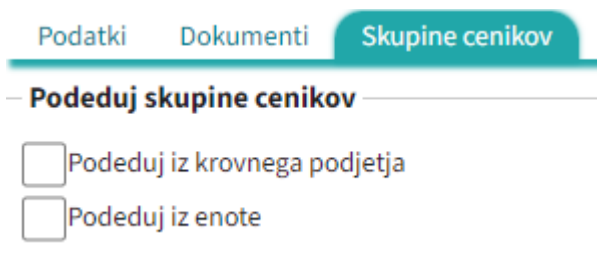 Podatki Dokumenti Skupine cenikov
Podeduj skupine cenikov
Podeduj iz krovnega podjetja
Podeduj iz enote